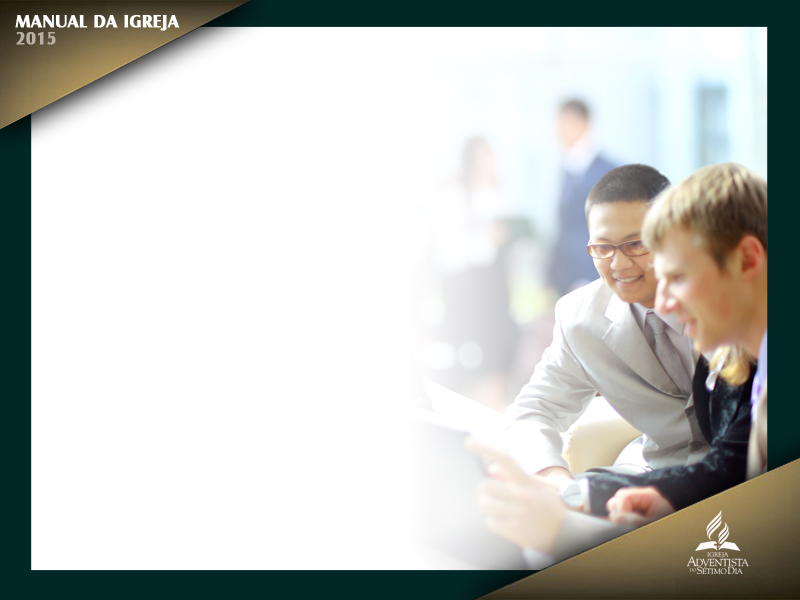 MANUAL DA IGREJA
2015
IGREJA
ADVENTISTA
DO SÉTIMO DIA